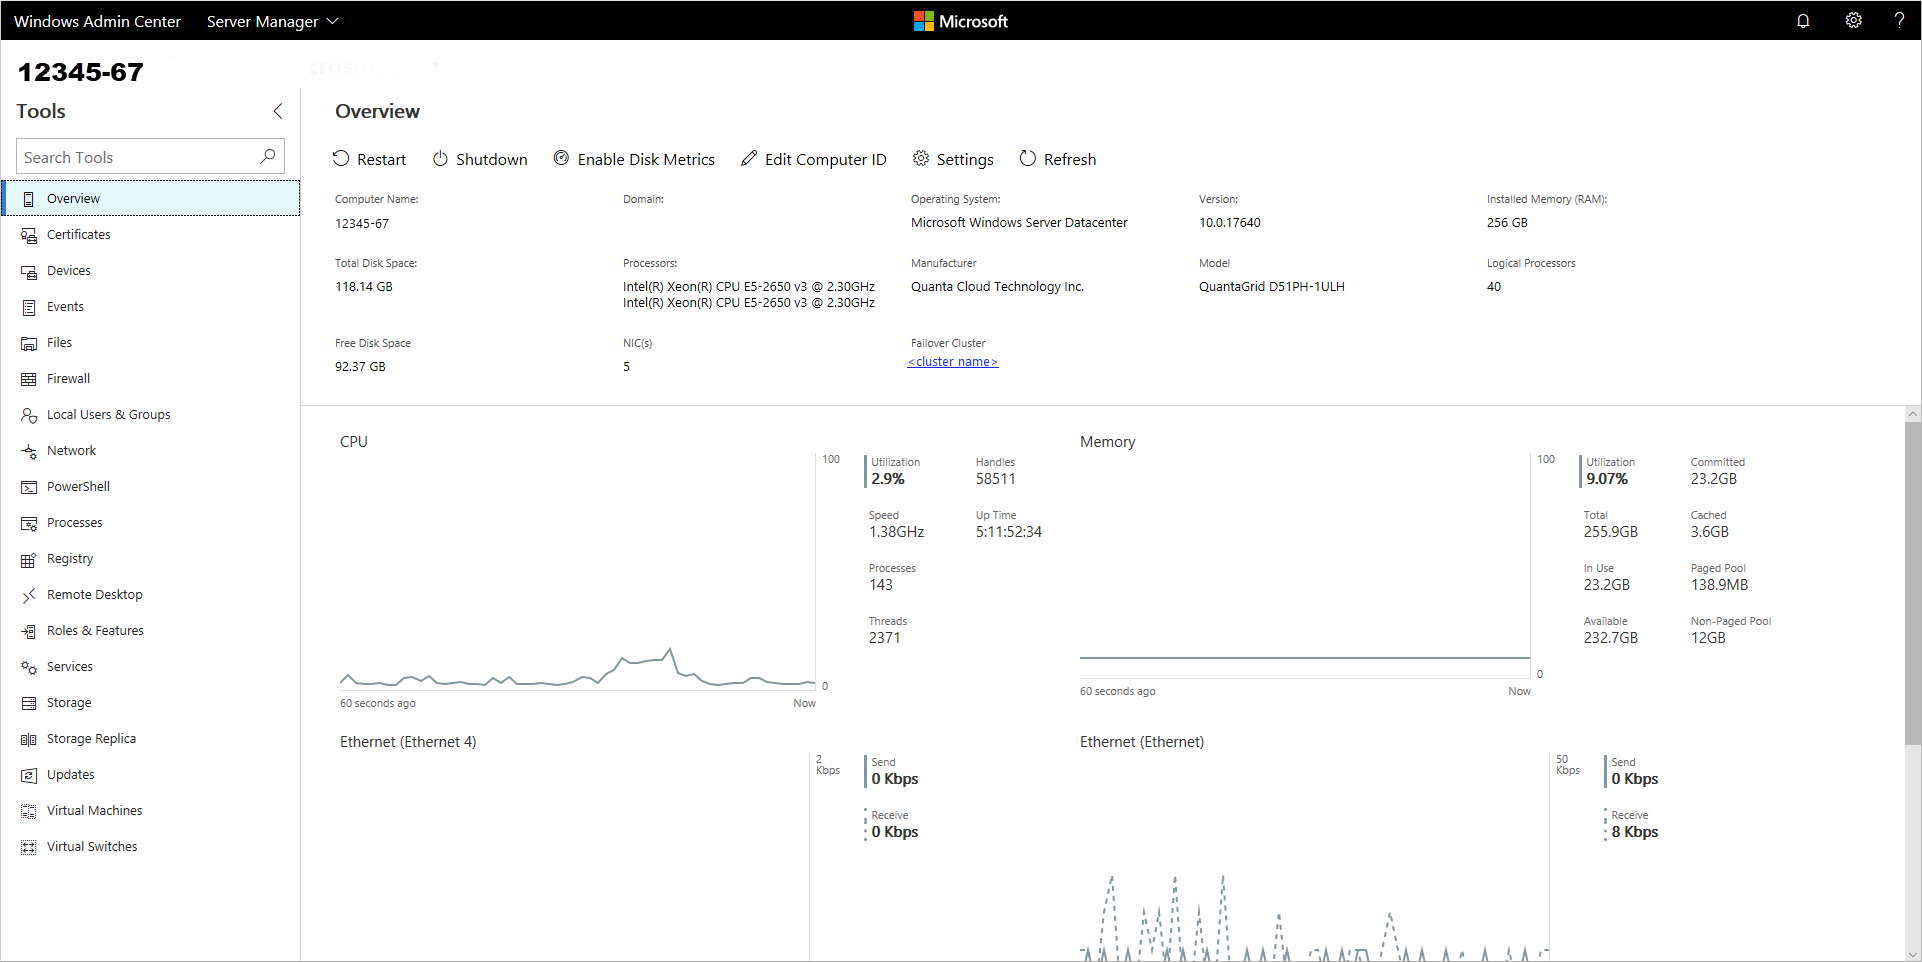 Windows Admin Center Server Manager Microsoft ?
12345-67
Tools
Search Tools
Overview
Certificates
Devices
Events
Files
Firewall
Local Users & Groups
Network
PowerShell
Processes
Registry
Remote Desktop
Roles & Features
Services
Storage
Storage Replica
Updates
Virtual Machines
Virtual Switches
Overview
Restart Shutdown Enable Disk Metrics Edit Computer ID Settings Refresh
Computer Name: Domain: Operating System: Version: Installed Memory (RAM):
12345-67 Microsoft Windows Server Datacenter 10.0.17640 256 GB
Total Disk Space: Processors: Manufacturer Model Logical Processors
118.14 GB Intel(R) Xeon(R) CPU E5-2650 v3 @ 2.30GHz Quanta Cloud Technology Inc. QuantaGrid D51PH-1ULH 40
Intel(R) Xeon(R) CPU E5-2650 v3 @ 2.30GHz
Free Disk Space NIC(s) Failover Cluster
92.37 GB 5 <cluster name>
CPU
100
Utilization Handles
2.9% 58511
Speed Up Time
1.38GHz 5:11:52:34
Processes
143
Threads
2371
0
60 seconds ago Now
Memory
100
Utilization Committed
9.07% 23.2GB
Total Cached
255.9GB 3.6GB
In Use Paged Pool
23.2GB 138.9MB
Available Non-Paged Pool
232.7GB 12GB
0
60 seconds ago Now
Ethernet (Ethernet 4)
2
Kbps
Send
0 Kbps
Receive
0 Kbps
Ethernet (Ethernet)
50
Kbps
Send
0 Kbps
Receive
8 Kbps